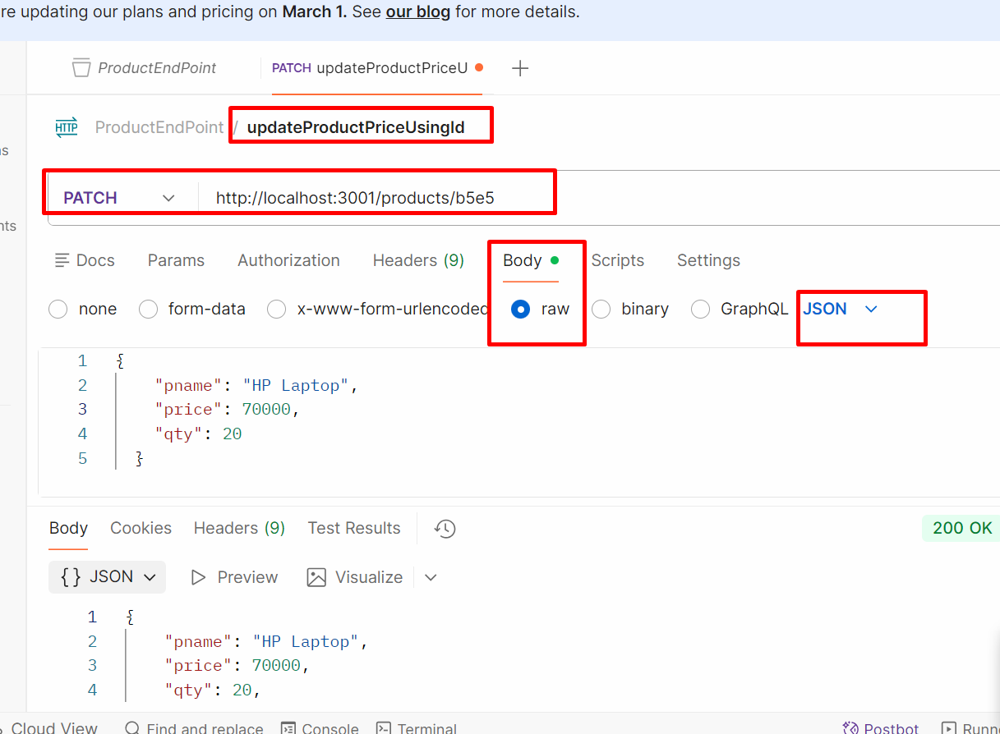 re updating our plans and pricing on March 1. See our blog for more details.
ProductEndPoint PATCH updateProductPriceU
HTTP ProductEndPoint / updateProductPriceUsingId
PATCH http://localhost:3001/products/b5e5
Docs Params Authorization Headers (9) Body Scripts Settings
none form-data x-www-form-urlencoded raw binary GraphQL JSON
1 {
2 "pname": "HP Laptop",
3 "price": 70000,
4 "qty": 20
5 }
Body Cookies Headers (9) Test Results 200 OK
{ } JSON Preview Visualize
1 {
2 "pname": "HP Laptop",
3 "price": 70000,
4 "qty": 20,
Cloud View Find and replace Console Terminal Postbot Runn